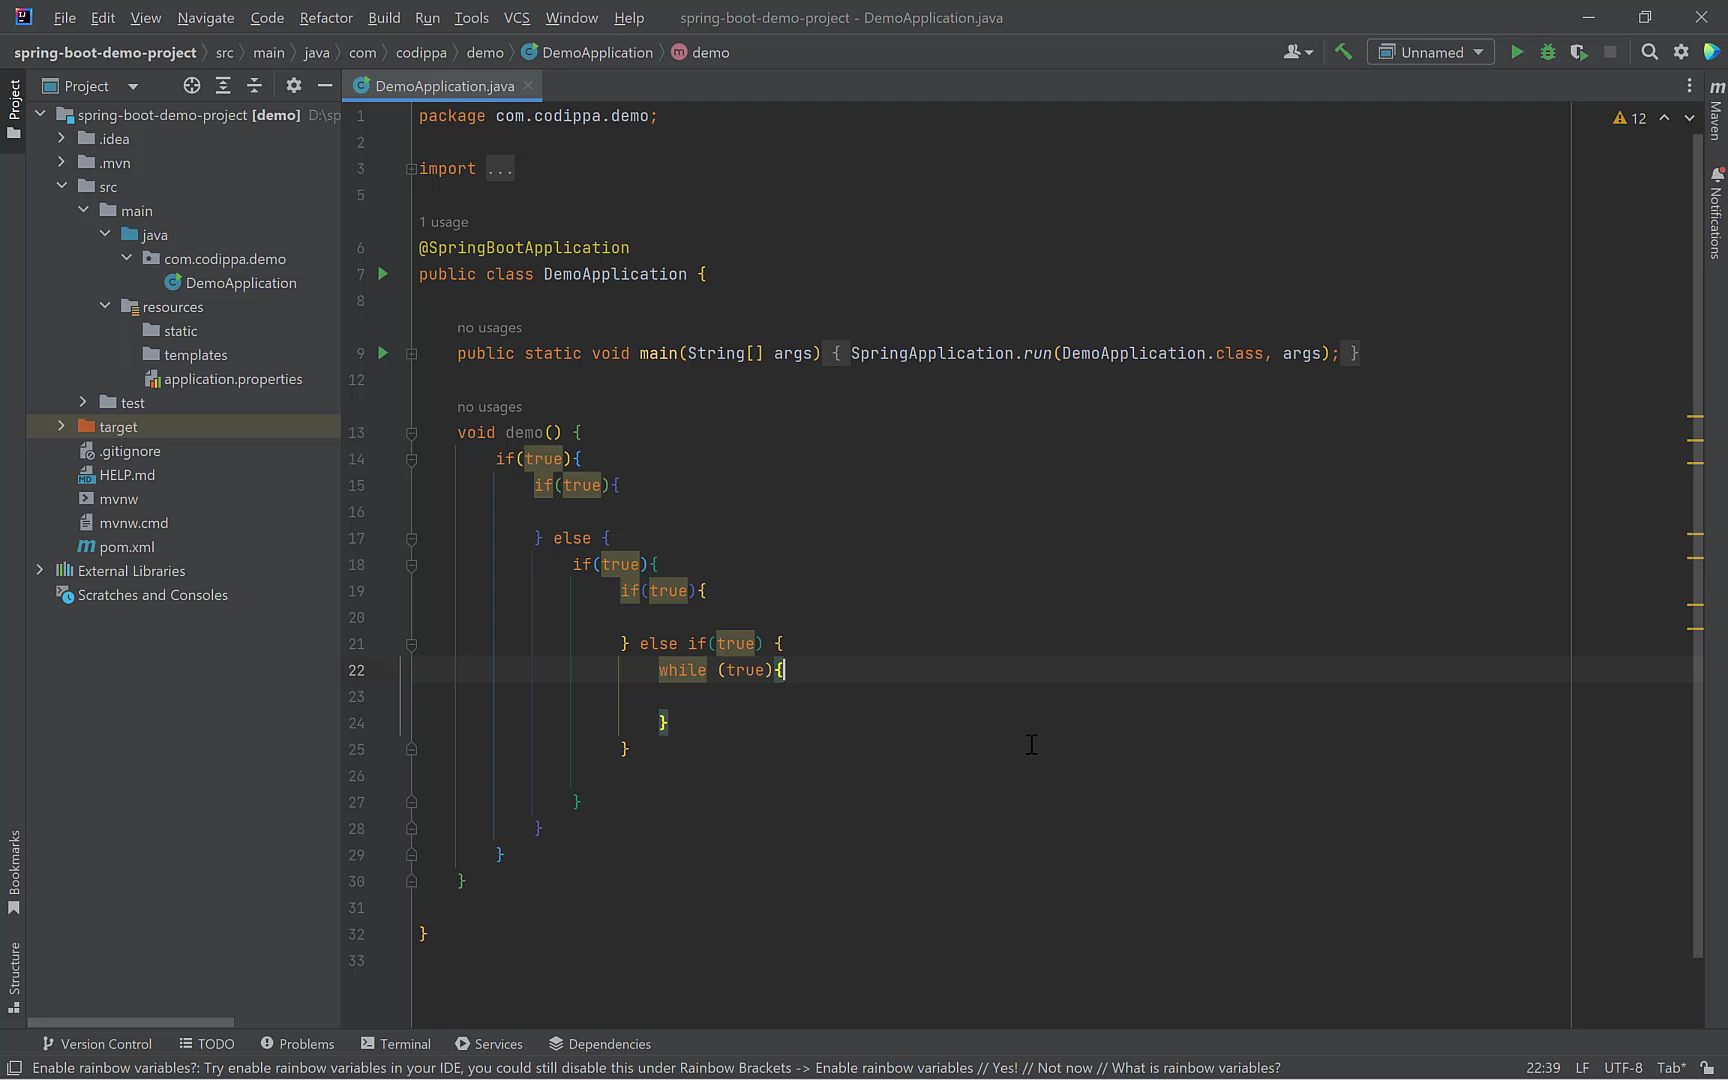 File Edit View Navigate Code Refactor Build Run Tools VCS Window Help spring-boot-demo-project - DemoApplication.java
spring-boot-demo-project src main java com codippa demo DemoApplication m demo Unnamed
Project
Project
DemoApplication.java
m
Maven
Notifications
spring-boot-demo-project [demo] D:\sp
.idea
.mvn
src
main
java
com.codippa.demo
DemoApplication
resources
static
templates
application.properties
test
target
.gitignore
HELP.md
mvnw
mvnw.cmd
pom.xml
External Libraries
Scratches and Consoles
Bookmarks
Structure
12
1 package com.codippa.demo;
2
3 import ...
5
1 usage
6 @SpringBootApplication
7 public class DemoApplication {
8
no usages
9 public static void main(String[] args) { SpringApplication.run(DemoApplication.class, args); }
12
no usages
13 void demo() {
14 if(true){
15 if(true){
16
17 } else {
18 if(true){
19 if(true){
20
21 } else if(true) {
22 while (true){
23
24 }
25 }
26
27 }
28 }
29 }
30 }
31
32 }
33
Version Control TODO Problems Terminal Services Dependencies
Enable rainbow variables?: Try enable rainbow variables in your IDE, you could still disable this under Rainbow Brackets -> Enable rainbow variables // Yes! // Not now // What is rainbow variables? 22:39 LF UTF-8 Tab*